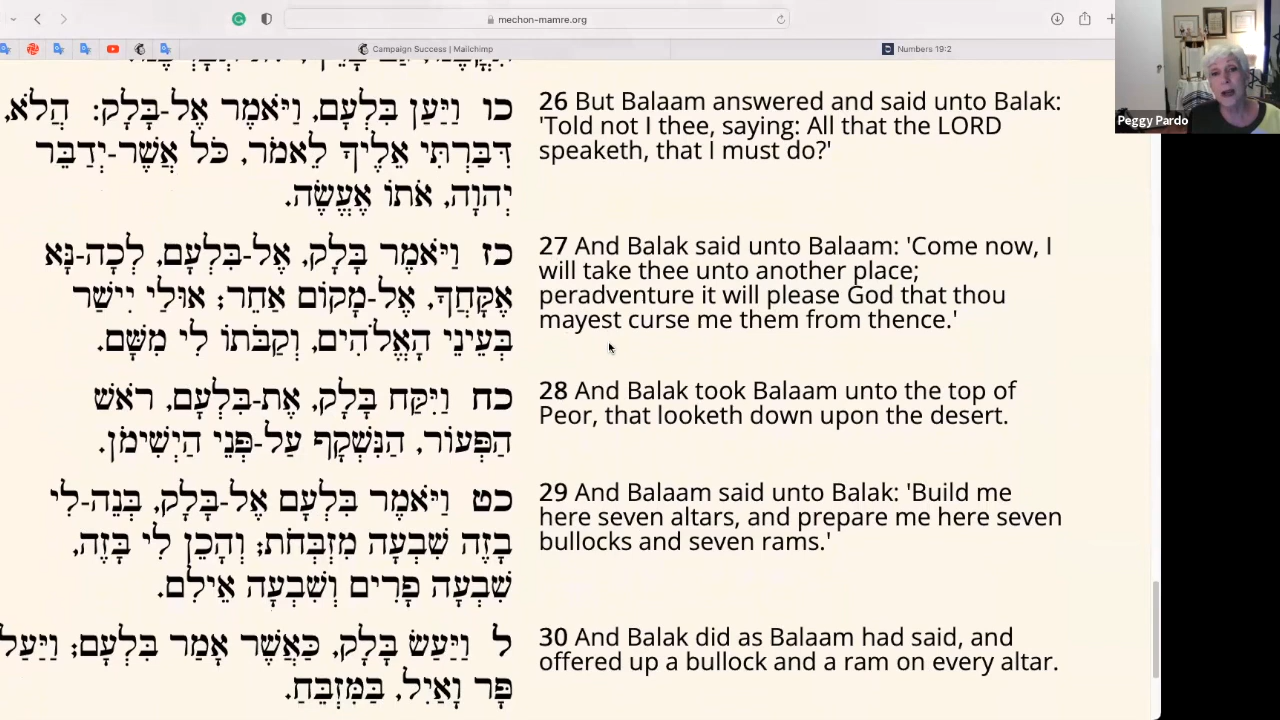 mechon-mamre.org
Campaign Success | Mailchimp
Numbers 19:2
Peggy Pardo
כו וַיַּעַן בִּלְעָם, וַיֹּאמֶר אֶל-בָּלָק: הֲלֹא,
דִּבַּרְתִּי אֵלֶיךָ לֵאמֹר, כֹּל אֲשֶׁר-יְדַבֵּר
יְהוָה, אֹתוֹ אֶעֱשֶׂה.
26 But Balaam answered and said unto Balak:
'Told not I thee, saying: All that the LORD
speaketh, that I must do?'
כז וַיֹּאמֶר בָּלָק, אֶל-בִּלְעָם, לְכָה-נָּא
אֶקָּחֲךָ, אֶל-מָקוֹם אַחֵר; אוּלַי יִישַׁר
בְּעֵינֵי הָאֱלֹהִים, וְקַבֹּתוֹ לִי מִשָּׁם.
27 And Balak said unto Balaam: 'Come now, I
will take thee unto another place;
peradventure it will please God that thou
mayest curse me them from thence.'
כח וַיִּקַּח בָּלָק, אֶת-בִּלְעָם, רֹאשׁ
הַפְּעוֹר, הַנִּשְׁקָף עַל-פְּנֵי הַיְשִׁימֹן.
28 And Balak took Balaam unto the top of
Peor, that looketh down upon the desert.
כט וַיֹּאמֶר בִּלְעָם אֶל-בָּלָק, בְּנֵה-לִי
בָזֶה שִׁבְעָה מִזְבְּחֹת; וְהָכֵן לִי בָּזֶה,
שִׁבְעָה פָרִים וְשִׁבְעָה אֵילִם.
29 And Balaam said unto Balak: 'Build me
here seven altars, and prepare me here seven
bullocks and seven rams.'
ל וַיַּעַשׂ בָּלָק, כַּאֲשֶׁר אָמַר בִּלְעָם; וַיַּעַל
פָּר וָאַיִל, בַּמִּזְבֵּחַ.
30 And Balak did as Balaam had said, and
offered up a bullock and a ram on every altar.